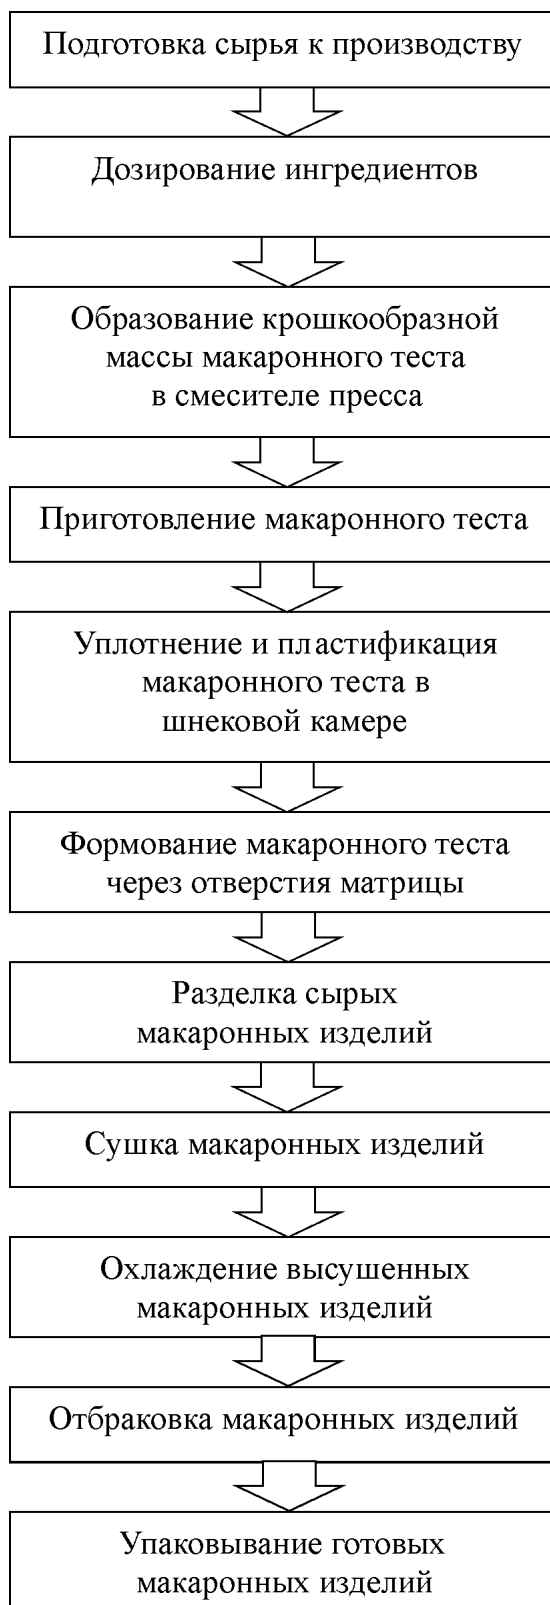 Подготовка сырья к производству
Дозирование ингредиентов
Образование крошкообразной
массы макаронного теста
в смесителе пресса
Приготовление макаронного теста
Уплотнение и пластификация
макаронного теста в
шнековой камере
Формование макаронного теста
через отверстия матрицы
Разделка сырых
макаронных изделий
Сушка макаронных изделий
Охлаждение высушенных
макаронных изделий
Отбраковка макаронных изделий
Упаковывание готовых
макаронных изделий